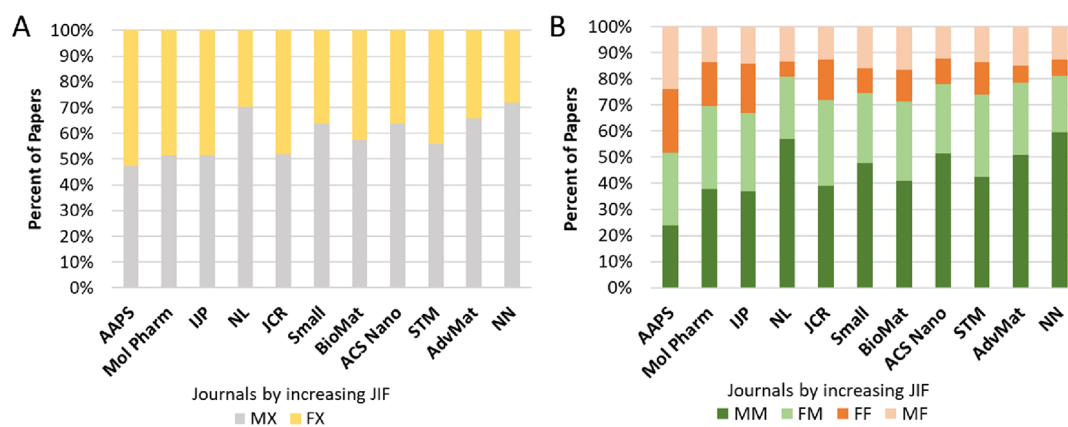 A
100%
90%
80%
70%
60%
50%
40%
30%
20%
10%
0%
Percent of Papers
AAPS
Mol Pharm
IJP
NL
JCR
Small
BioMat
ACS Nano
STM
AdvMat
NN
Journals by increasing JIF
MX FX
B
100%
90%
80%
70%
60%
50%
40%
30%
20%
10%
0%
Percent of Papers
AAPS
Mol Pharm
IJP
NL
JCR
Small
BioMat
ACS Nano
STM
AdvMat
NN
Journals by increasing JIF
MM FM FF MF